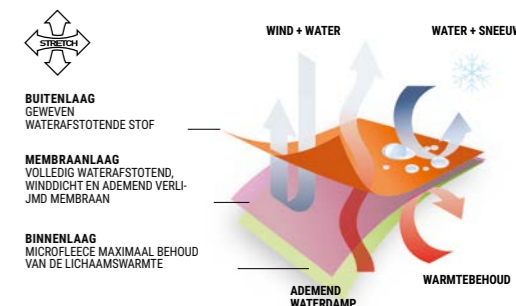 STRETCH
WIND + WATER
WATER + SNEEUW
BUITENLAAG
GEWEVEN
WATERAFSTOTENDE STOF
MEMBRAANLAAG
VOLLEDIG WATERAFSTOTEND,
WINDDICHT EN ADEMEND VERLI-
JMD MEMBRAAN
BINNENLAAG
MICROFLEECE MAXIMAAL BEHOUD
VAN DE LICHAAMSWARMTE
ADEMEND
WATERDAMP
WARMTEBEHOUD